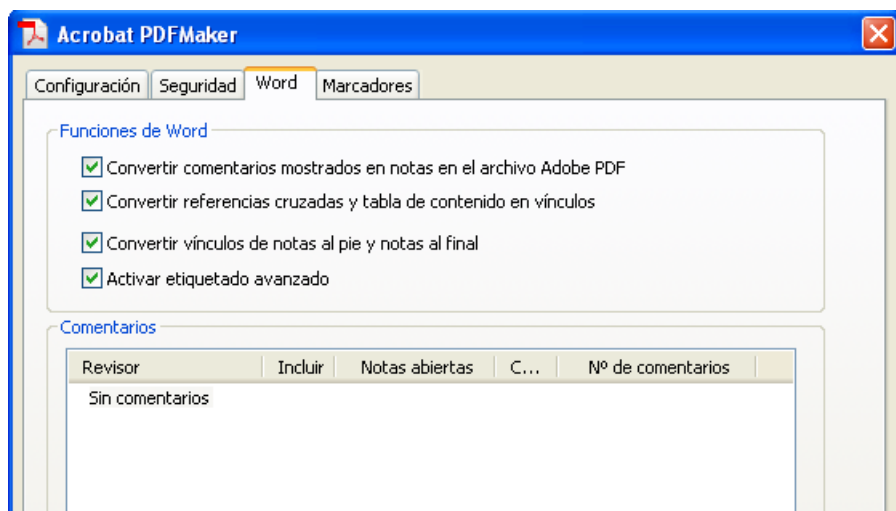 Acrobat PDFMaker
Configuración Seguridad Word Marcadores
Funciones de Word
Convertir comentarios mostrados en notas en el archivo Adobe PDF
Convertir referencias cruzadas y tabla de contenido en vínculos
Convertir vínculos de notas al pie y notas al final
Activar etiquetado avanzado
Comentarios
Revisor Incluir Notas abiertas C... Nº de comentarios
Sin comentarios